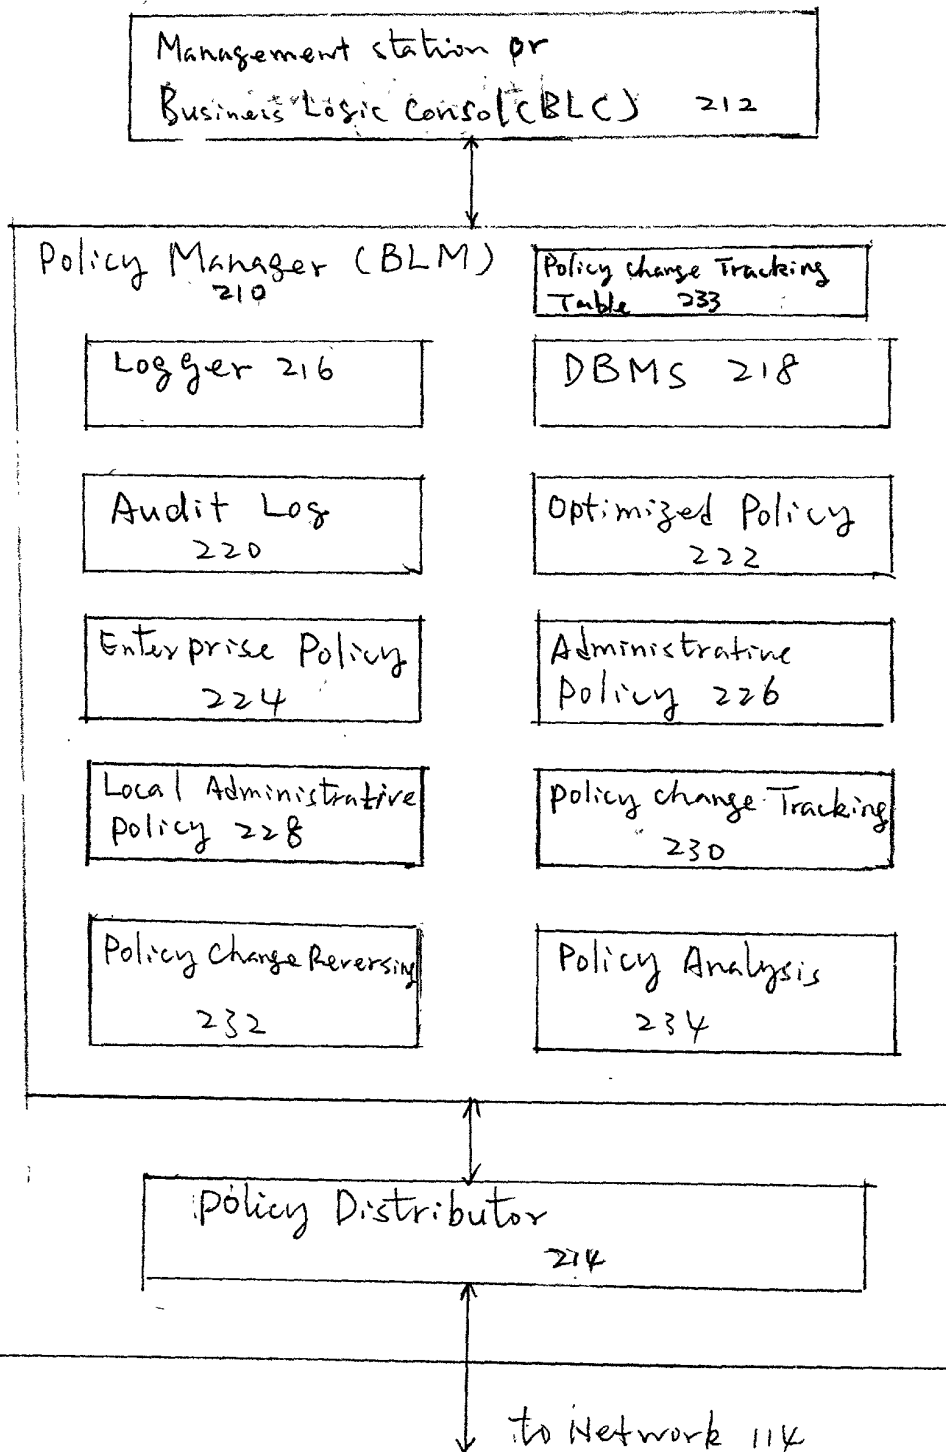 Management station or
Business Logic Consol(BLC) 212
Policy Manager (BLM)
210
Policy change Tracking
Table 233
Logger 216
DBMS 218
Audit Log
220
Optimized Policy
222
Enterprise Policy
224
Administrative
policy 226
Local Administrative
policy 228
policy change Tracking
230
Policy Change Reversing
232
Policy Analysis
234
policy Distributor
214
to Network 114